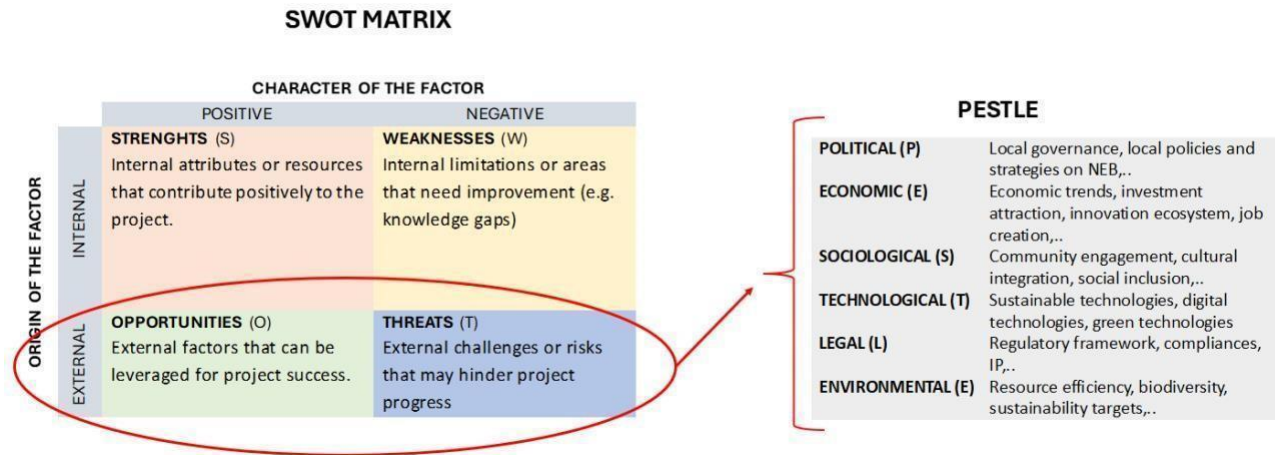 SWOT MATRIX
CHARACTER OF THE FACTOR
POSITIVE
NEGATIVE
ORIGIN OF THE FACTOR
INTERNAL
STRENGHTS (S)
Internal attributes or resources
that contribute positively to the
project.
WEAKNESSES (W)
Internal limitations or areas
that need improvement (e.g.
knowledge gaps)
EXTERNAL
OPPORTUNITIES (O)
External factors that can be
leveraged for project success.
THREATS (T)
External challenges or risks
that may hinder project
progress
PESTLE
POLITICAL (P) Local governance, local policies and
strategies on NEB,..
ECONOMIC (E) Economic trends, investment
attraction, innovation ecosystem, job
creation,..
SOCIOLOGICAL (S) Community engagement, cultural
integration, social inclusion,..
TECHNOLOGICAL (T) Sustainable technologies, digital
technologies, green technologies
LEGAL (L) Regulatory framework, compliances,
IP,..
ENVIRONMENTAL (E) Resource efficiency, biodiversity,
sustainability targets,..